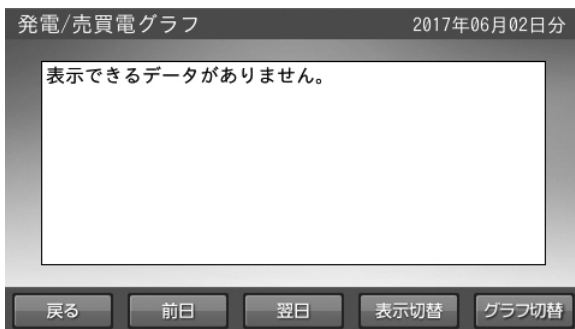 発電/売買電グラフ 2017年06月02日分
表示できるデータがありません。
戻る 前日 翌日 表示切替 グラフ切替